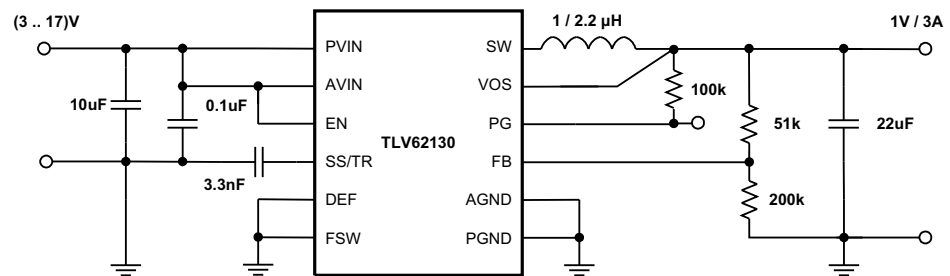 (3 .. 17)V
1 / 2.2 µH
1V / 3A
PVIN
SW
AVIN
VOS
10uF
0.1uF
100k
EN
PG
51k
22uF
TLV62130
SS/TR
FB
3.3nF
DEF
AGND
200k
FSW
PGND